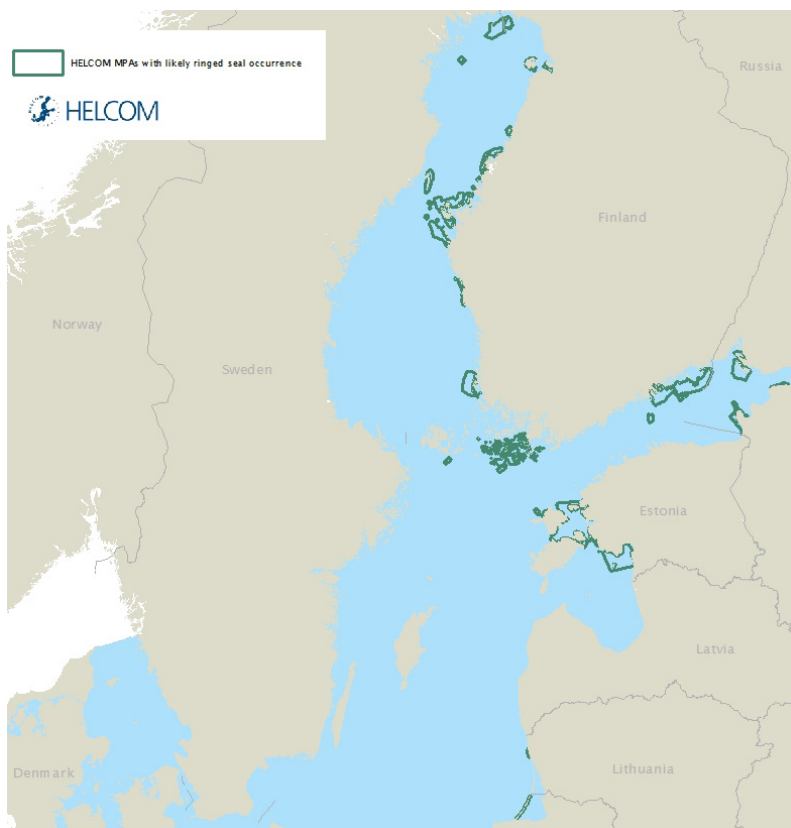 HELCOM MPAs with likely ringed seal occurrence
HELCOM
Russia
Finland
Norway
Sweden
Estonia
Latvia
Denmark
Lithuania